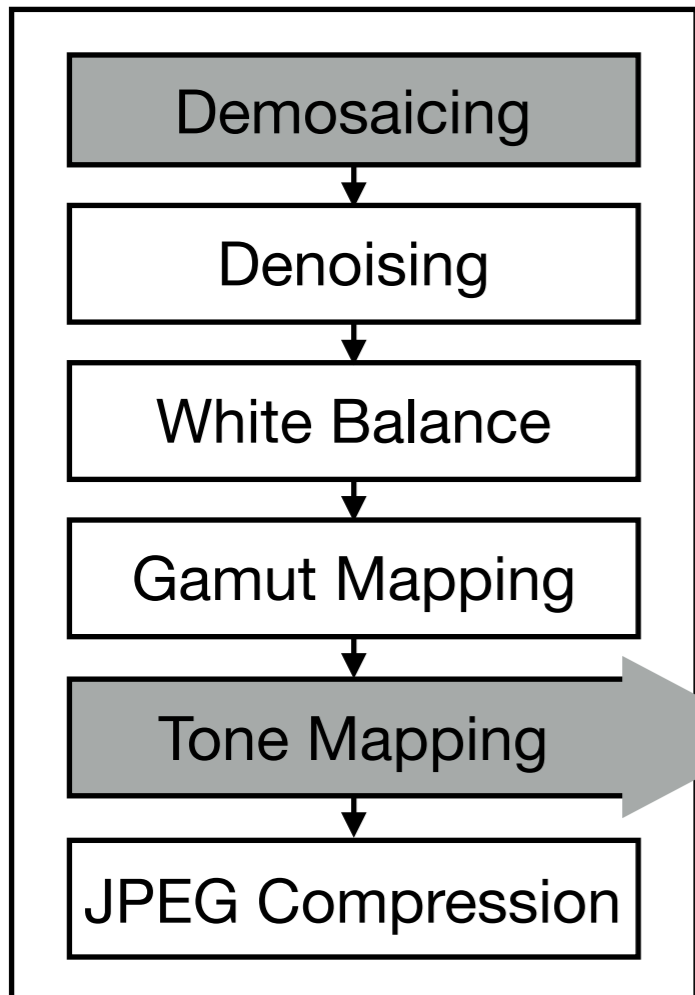 Demosaicing
Denoising
White Balance
Gamut Mapping
Tone Mapping
JPEG Compression